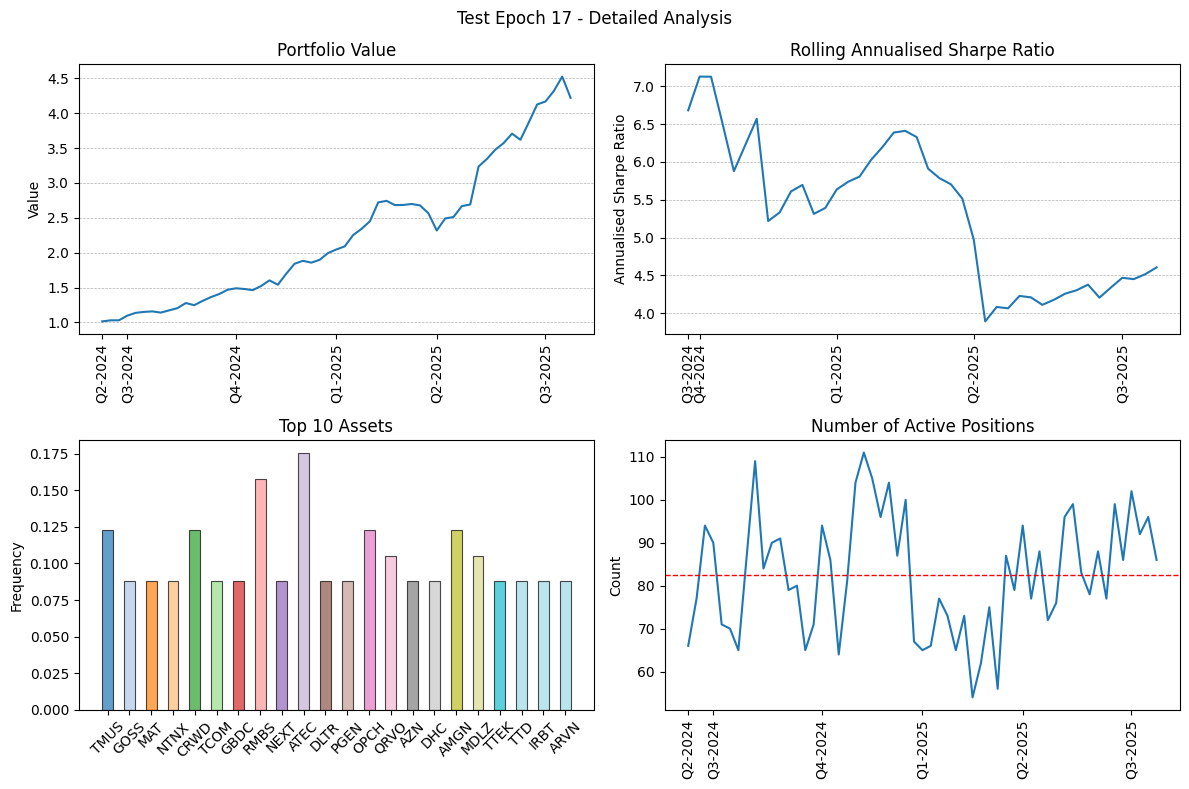 Test Epoch 17 - Detailed Analysis
Portfolio Value
Value
4.5
4.0
3.5
3.0
2.5
2.0
1.5
1.0
Q2-2024
Q3-2024
Q4-2024
Q1-2025
Q2-2025
Q3-2025
Rolling Annualised Sharpe Ratio
Annualised Sharpe Ratio
7.0
6.5
6.0
5.5
5.0
4.5
4.0
Q3-2024
Q4-2024
Q1-2025
Q2-2025
Q3-2025
Top 10 Assets
Frequency
0.175
0.150
0.125
0.100
0.075
0.050
0.025
0.000
TMUS
GOSS
MAT
NTNX
CRWD
TCOM
GBDC
RMBS
NEXT
ATEC
DLTR
PGEN
OPCH
QRVO
AZN
DHC
AMGN
MDLZ
TTEK
TTD
IRBT
ARVN
Number of Active Positions
Count
110
100
90
80
70
60
Q2-2024
Q3-2024
Q4-2024
Q1-2025
Q2-2025
Q3-2025